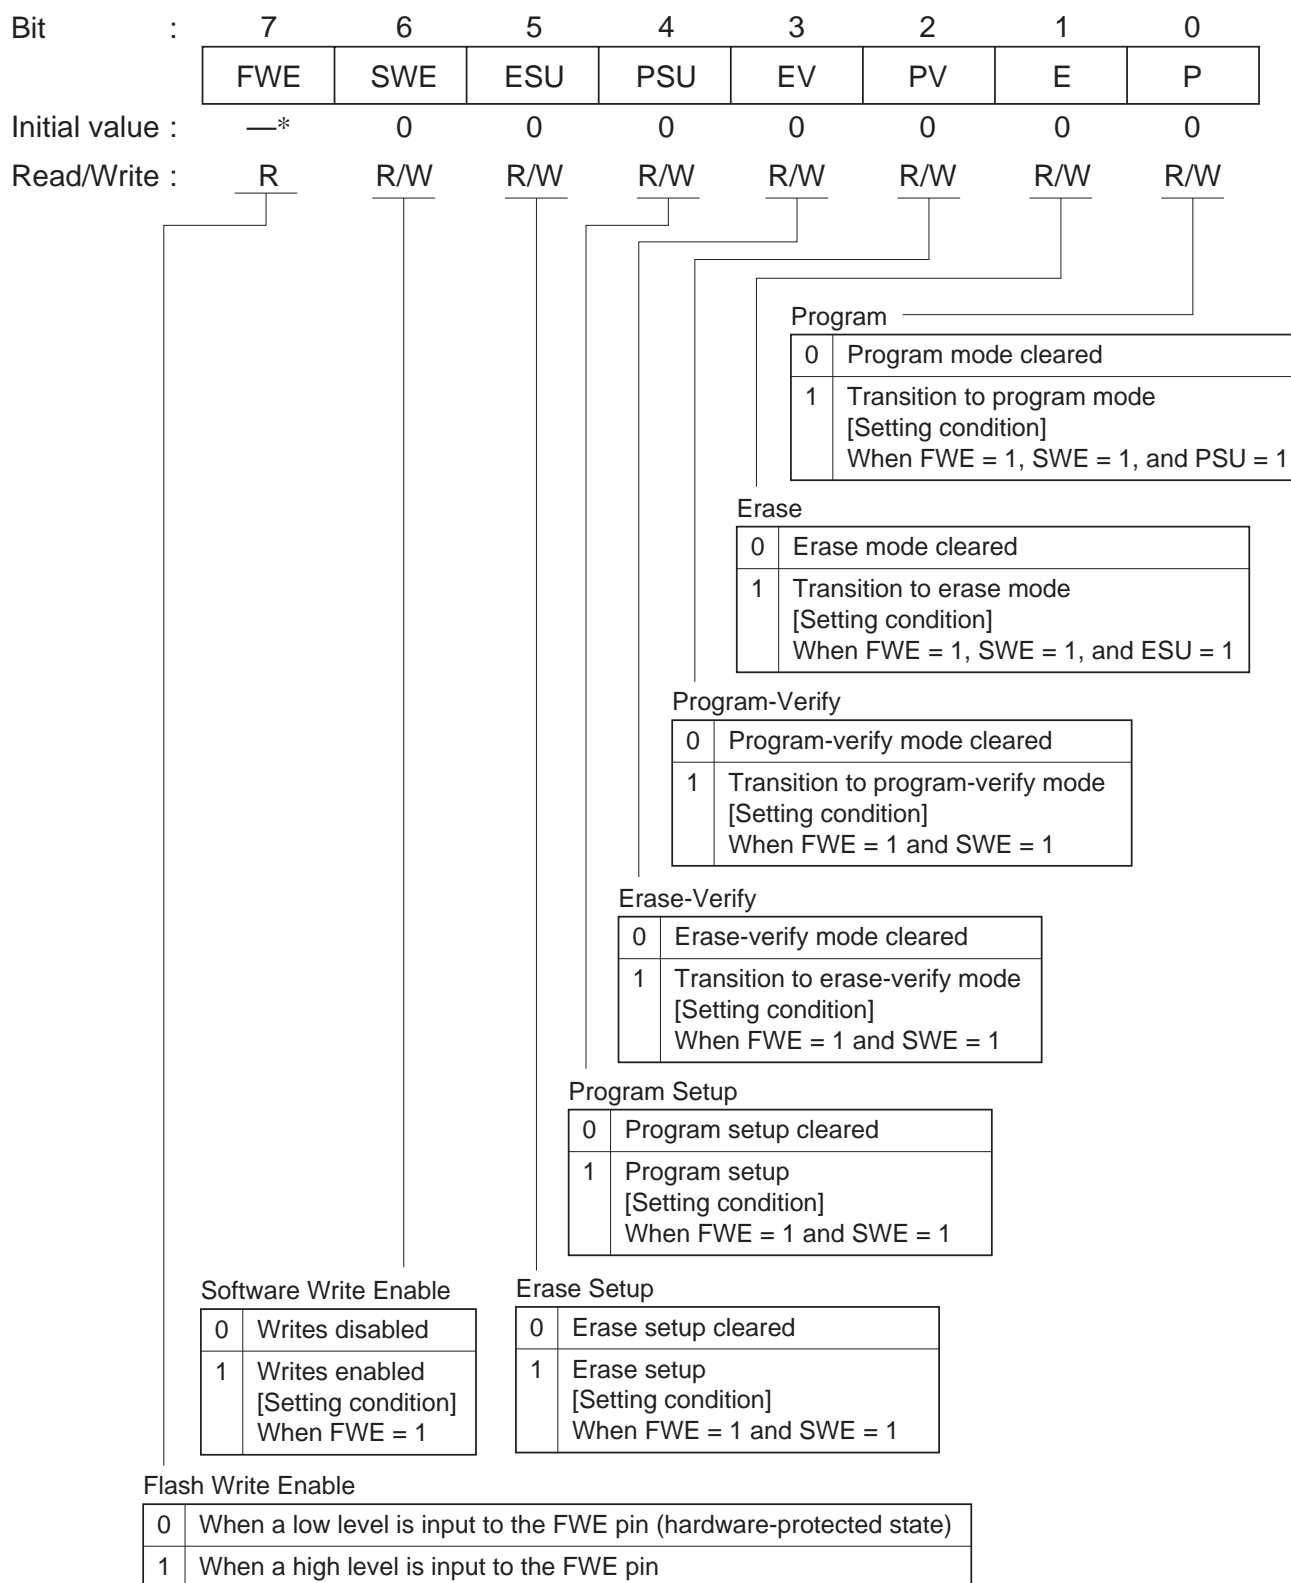 Bit : 7 6 5 4 3 2 1 0
FWE SWE ESU PSU EV PV E P
Initial value : —* 0 0 0 0 0 0 0
Read/Write : R R/W R/W R/W R/W R/W R/W R/W
Program
0 Program mode cleared
1 Transition to program mode
[Setting condition]
When FWE = 1, SWE = 1, and PSU = 1
Erase
0 Erase mode cleared
1 Transition to erase mode
[Setting condition]
When FWE = 1, SWE = 1, and ESU = 1
Program-Verify
0 Program-verify mode cleared
1 Transition to program-verify mode
[Setting condition]
When FWE = 1 and SWE = 1
Erase-Verify
0 Erase-verify mode cleared
1 Transition to erase-verify mode
[Setting condition]
When FWE = 1 and SWE = 1
Program Setup
0 Program setup cleared
1 Program setup
[Setting condition]
When FWE = 1 and SWE = 1
Software Write Enable
0 Writes disabled
1 Writes enabled
[Setting condition]
When FWE = 1
Erase Setup
0 Erase setup cleared
1 Erase setup
[Setting condition]
When FWE = 1 and SWE = 1
Flash Write Enable
0 When a low level is input to the FWE pin (hardware-protected state)
1 When a high level is input to the FWE pin